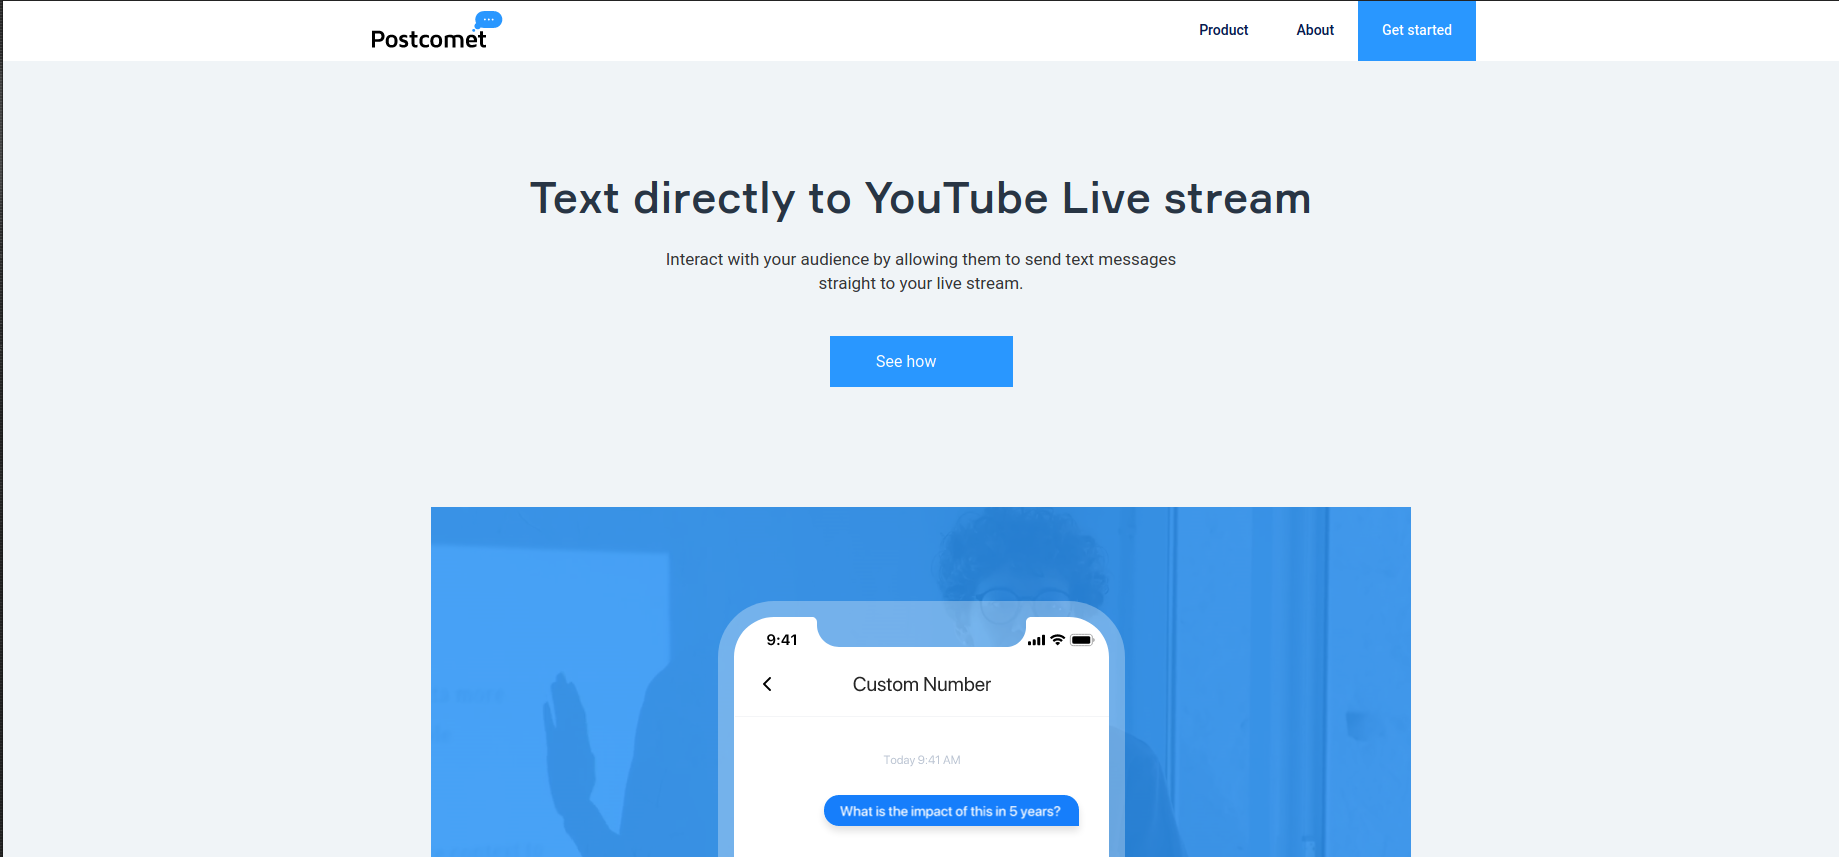 Postcomet
Product
About
Get started
Text directly to YouTube Live stream
Interact with your audience by allowing them to send text messages
straight to your live stream.
See how
9:41
Custom Number
Today 9:41 AM
What is the impact of this in 5 years?